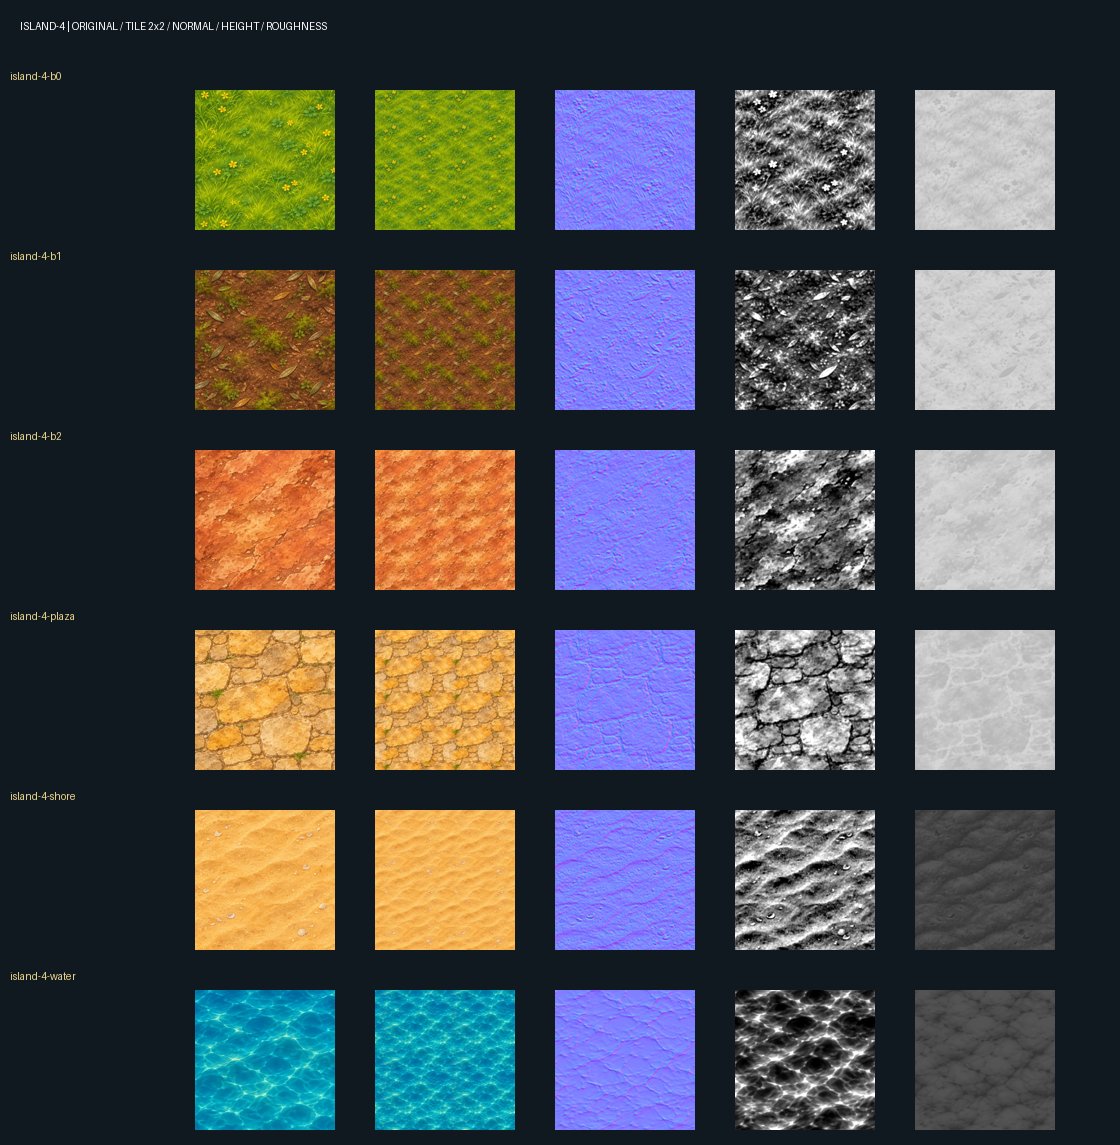 ISLAND-4 | ORIGINAL / TILE 2x2 / NORMAL / HEIGHT / ROUGHNESS
island-4-b0
island-4-b1
island-4-b2
island-4-plaza
island-4-shore
island-4-water